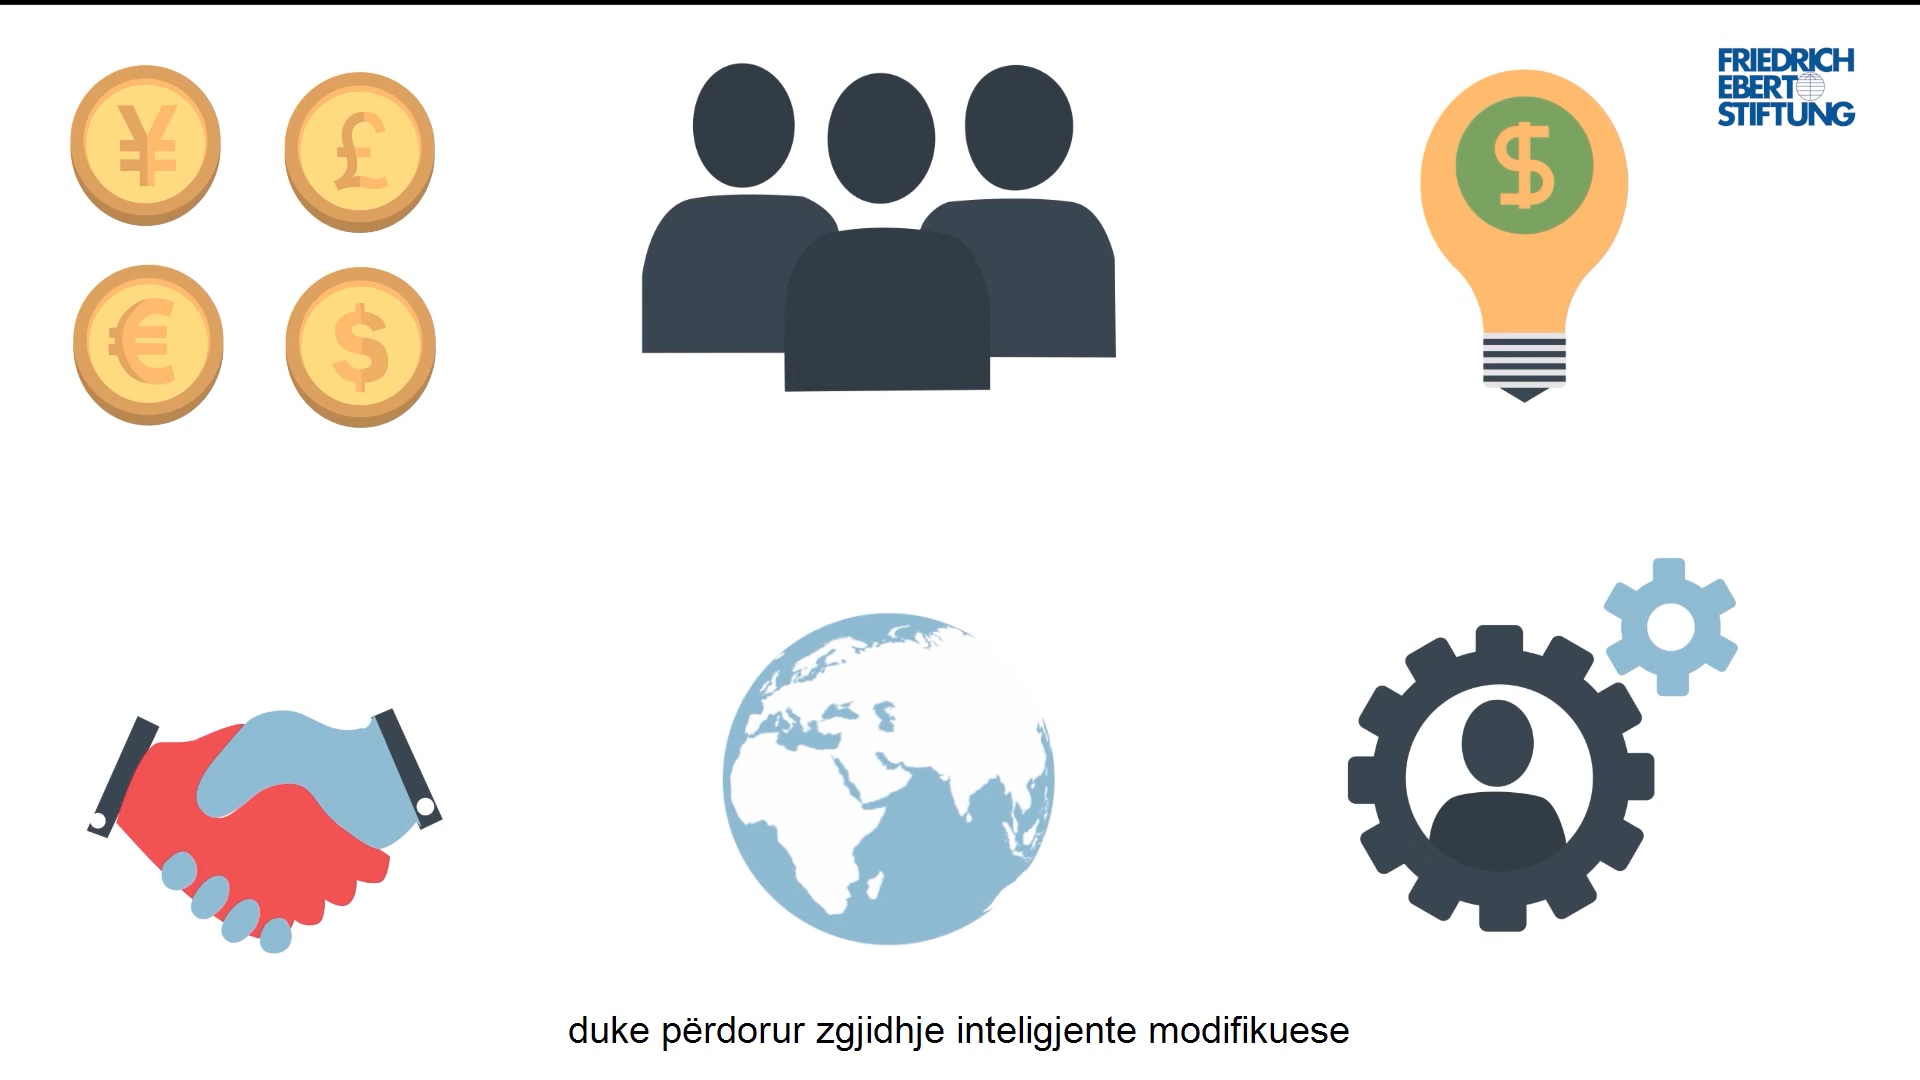 ¥
£
€
$
$
FRIEDRICH
EBERT
STIFTUNG
duke përdorur zgjidhje inteligjente modifikuese